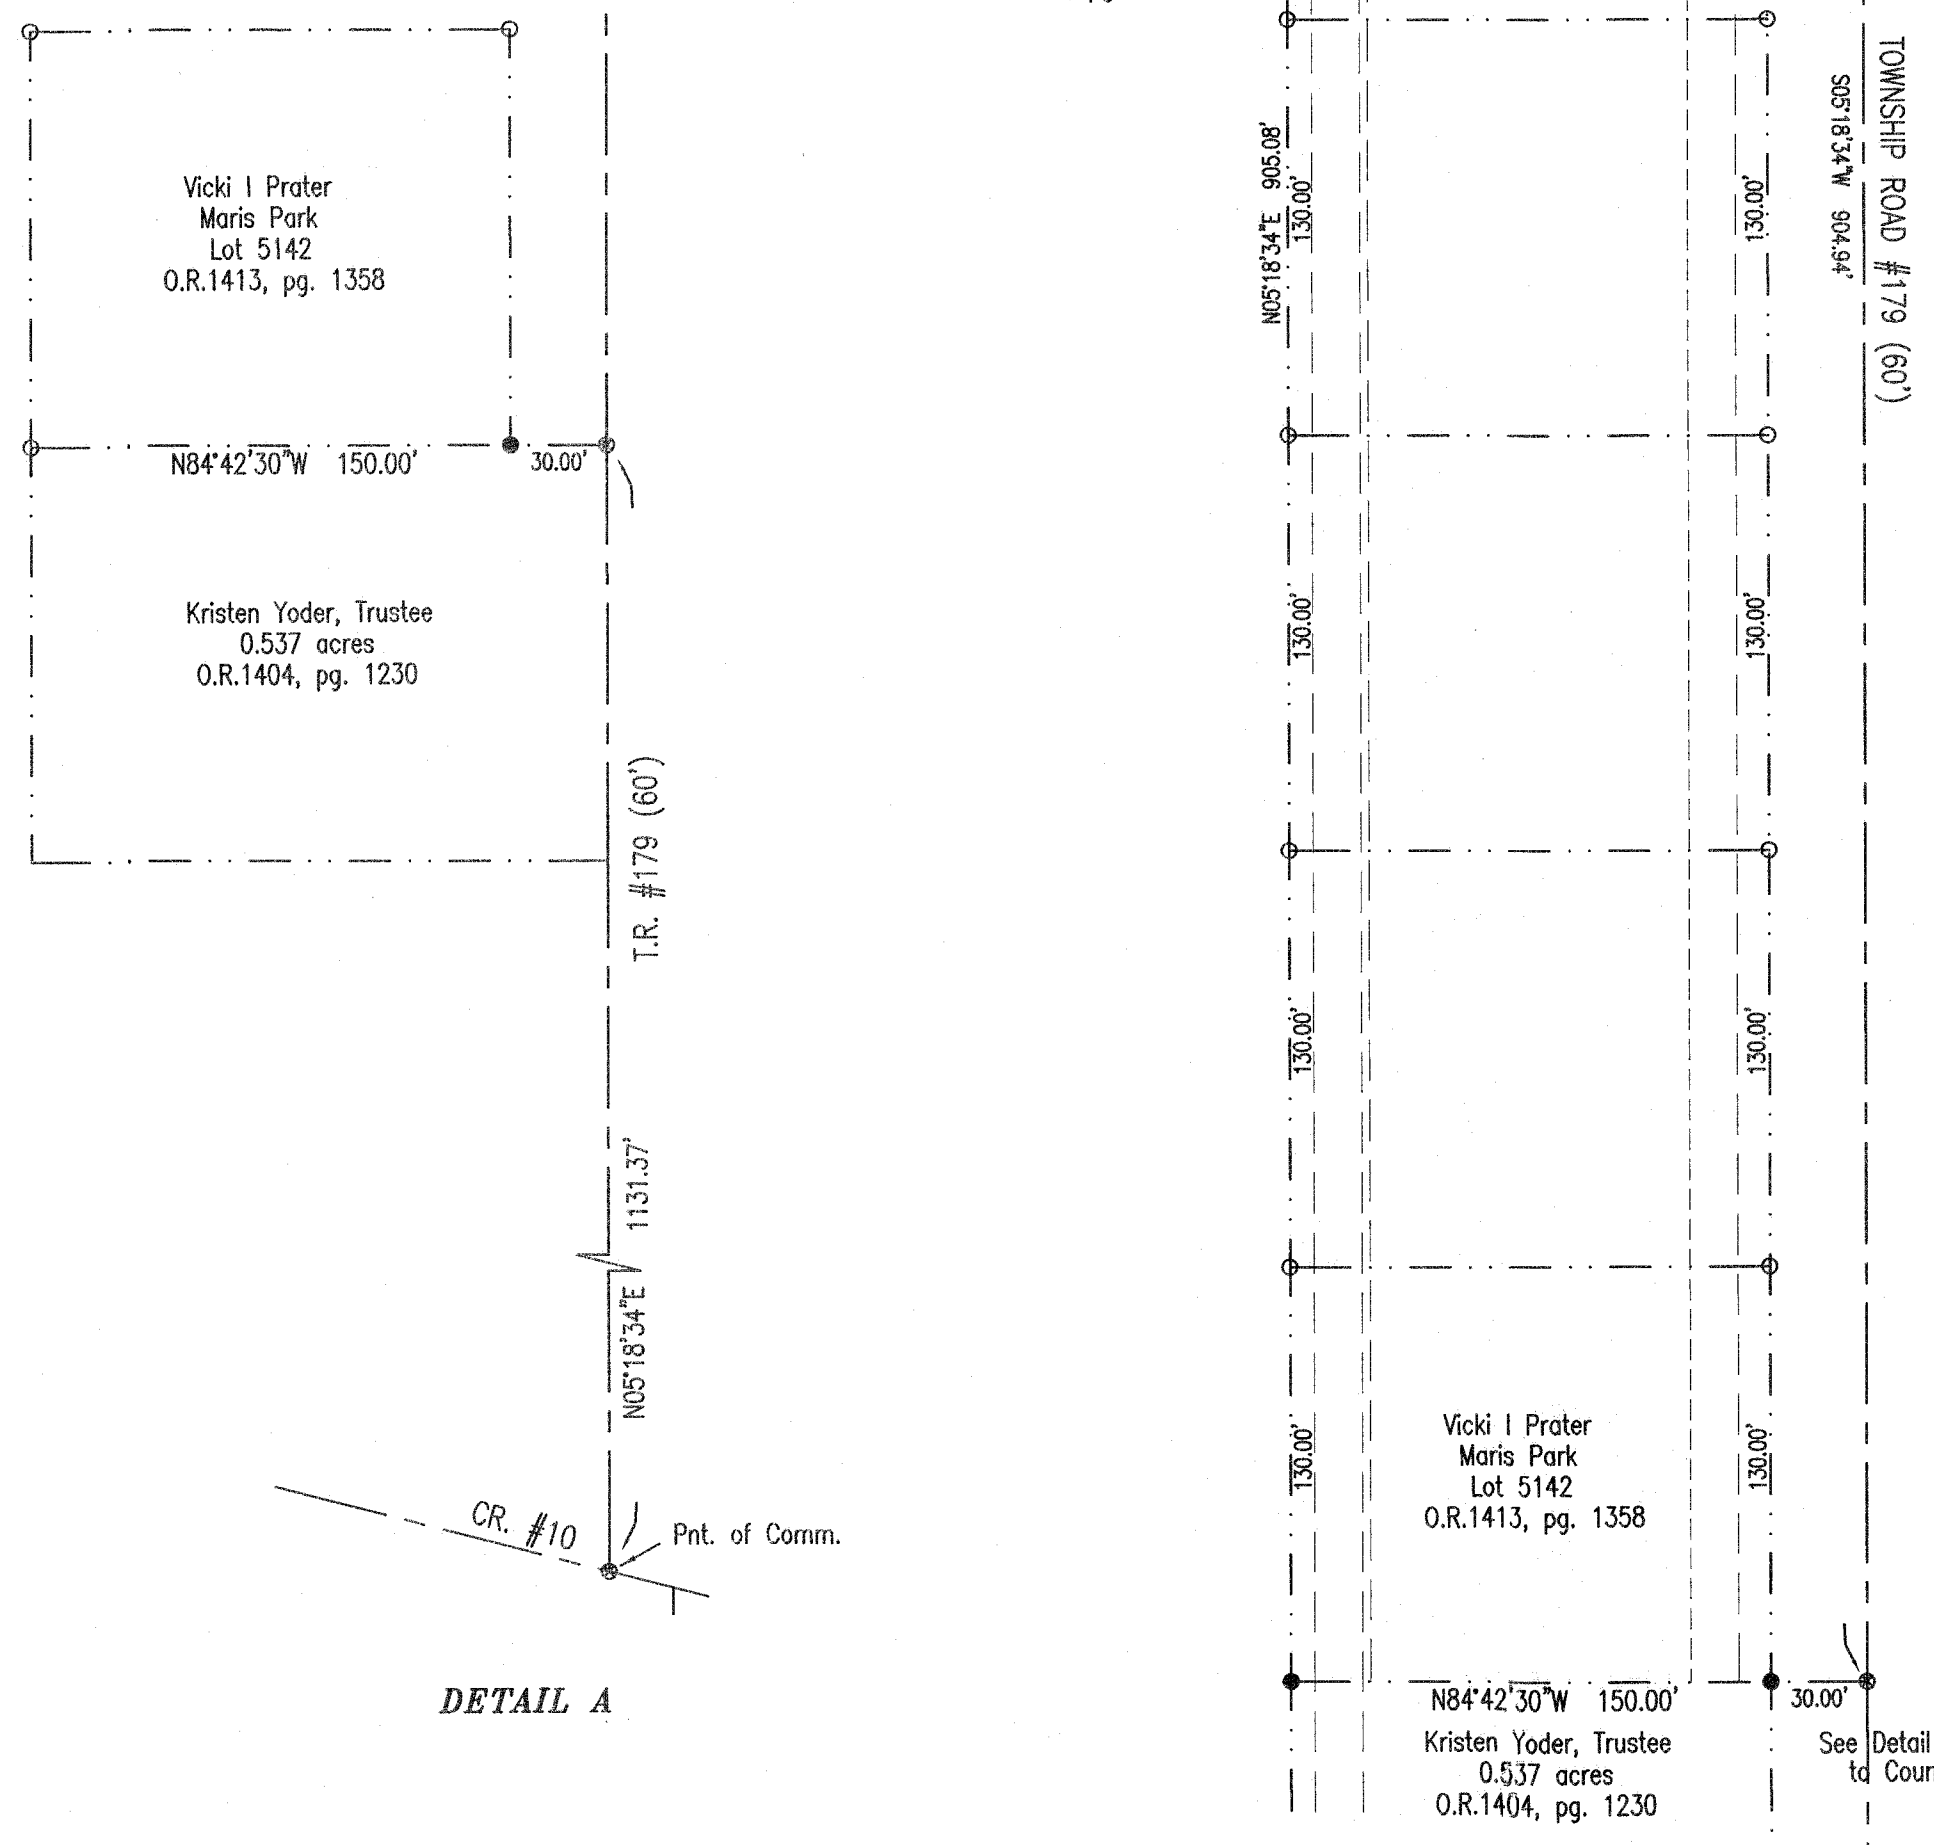 Vicki I Prater
Maris Park
Lot 5142
O.R.1413, pg. 1358
N84°42'30"W 150.00'
30.00'
Kristen Yoder, Trustee
0.537 acres
O.R.1404, pg. 1230
T.R. #179 (60')
N05°18'34"E 1131.37'
CR. #10
Pnt. of Comm.
DETAIL A
N05°18'34"E 905.08'
130.00'
130.00'
S05°18'34"W 904.94'
TOWNSHIP ROAD #179 (60')
130.00'
130.00'
130.00'
130.00'
130.00'
130.00'
Vicki I Prater
Maris Park
Lot 5142
O.R.1413, pg. 1358
N84°42'30"W 150.00'
30.00'
Kristen Yoder, Trustee
0.537 acres
O.R.1404, pg. 1230
See Detail
to Cour